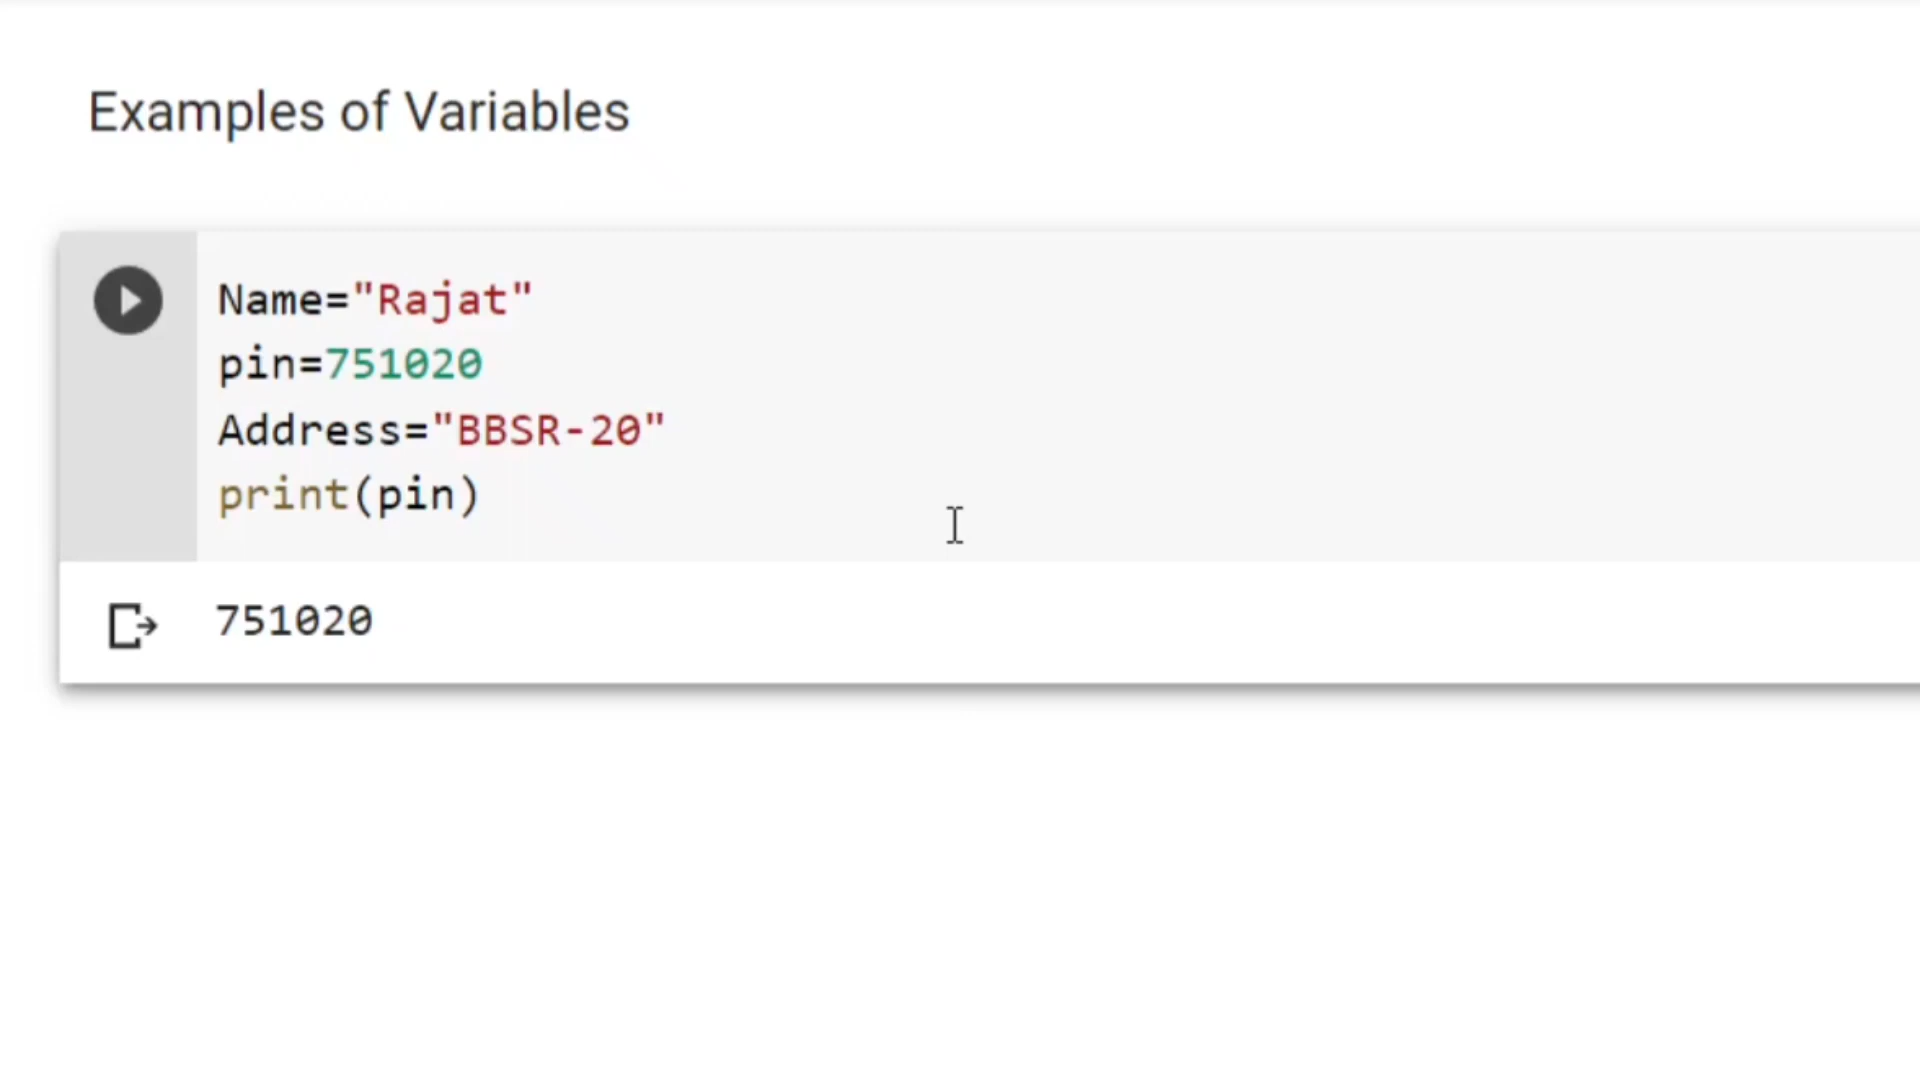 Examples of Variables
Name="Rajat"
pin=751020
Address="BBSR-20"
print(pin)
751020